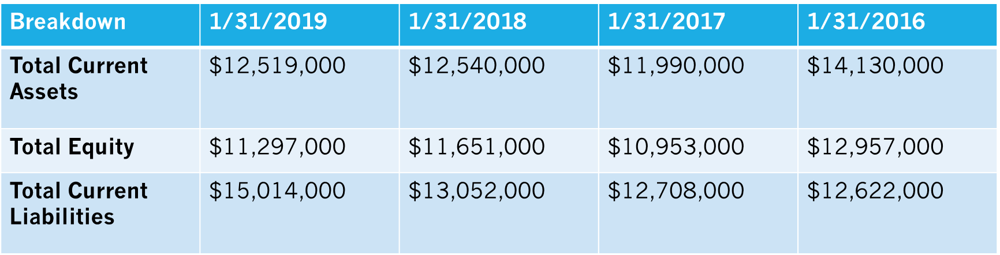 Breakdown 1/31/2019 1/31/2018 1/31/2017 1/31/2016
Total Current
Assets $12,519,000 $12,540,000 $11,990,000 $14,130,000
Total Equity $11,297,000 $11,651,000 $10,953,000 $12,957,000
Total Current
Liabilities $15,014,000 $13,052,000 $12,708,000 $12,622,000